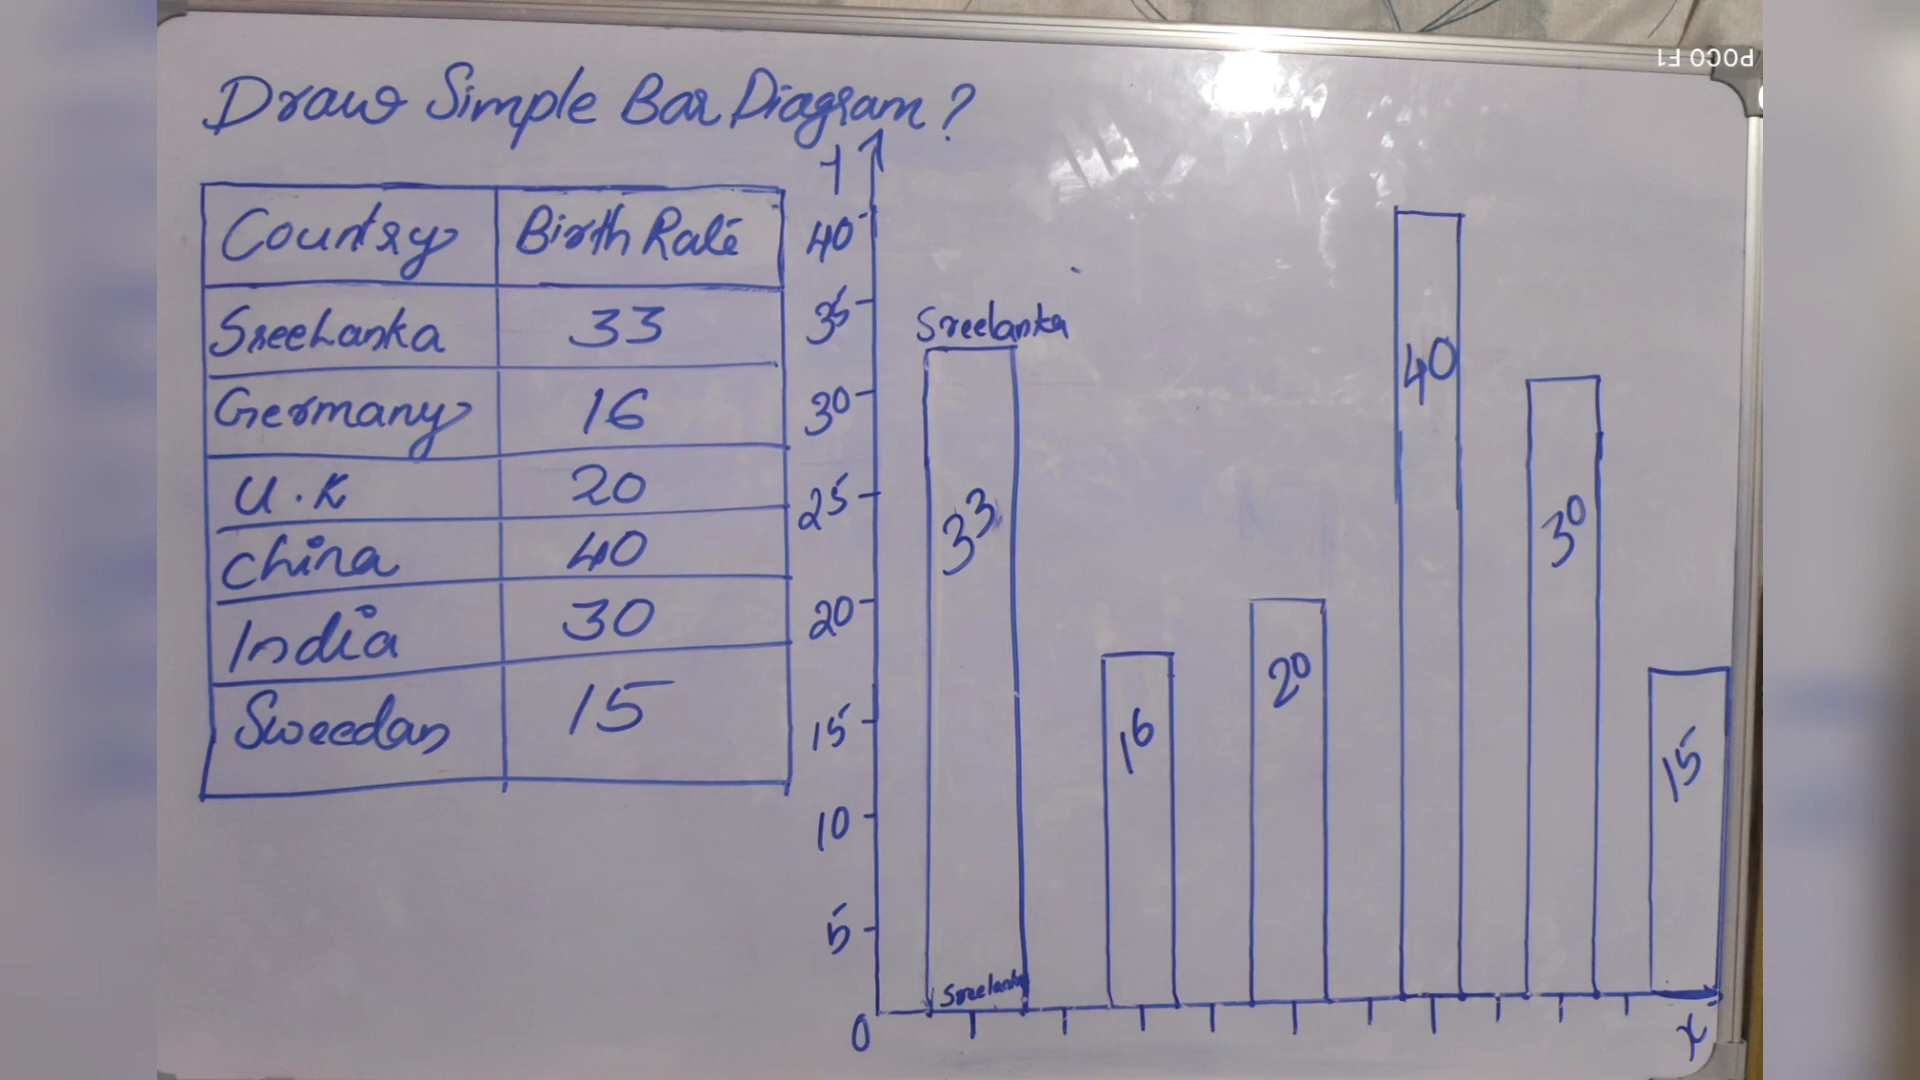 Draw Simple Bar Diagram?
Country Birth Rate
SreeLanka 33
Germany 16
U.K 20
China 40
India 30
Sweedan 15
Y
40
35
30
25
20
15
10
5
0
Sreelanka
33
Sreelanka
16
20
40
30
15
x
POCO F1